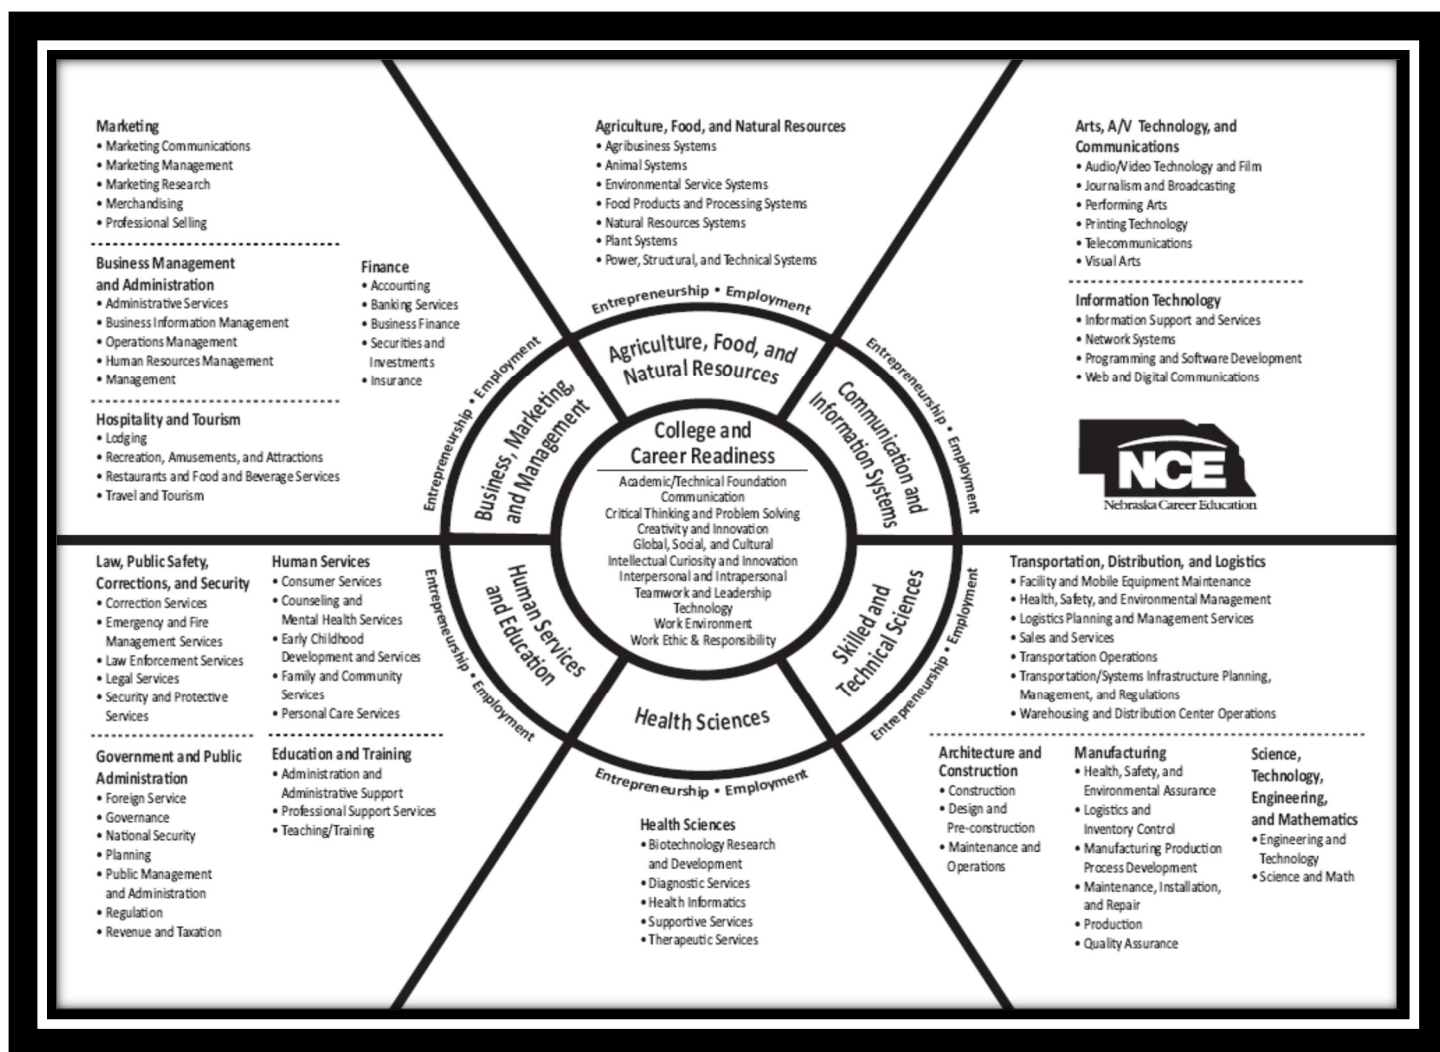 Marketing
• Marketing Communications
• Marketing Management
• Marketing Research
• Merchandising
• Professional Selling
Business Management
and Administration
• Administrative Services
• Business Information Management
• Operations Management
• Human Resources Management
• Management
Finance
• Accounting
• Banking Services
• Business Finance
• Securities and
Investments
• Insurance
Hospitality and Tourism
• Lodging
• Recreation, Amusements, and Attractions
• Restaurants and Food and Beverage Services
• Travel and Tourism
Agriculture, Food, and Natural Resources
• Agribusiness Systems
• Animal Systems
• Environmental Service Systems
• Food Products and Processing Systems
• Natural Resources Systems
• Plant Systems
• Power, Structural, and Technical Systems
Arts, A/V Technology, and
Communications
• Audio/Video Technology and Film
• Journalism and Broadcasting
• Performing Arts
• Printing Technology
• Telecommunications
• Visual Arts
Information Technology
• Information Support and Services
• Network Systems
• Programming and Software Development
• Web and Digital Communications
NCE
Nebraska Career Education
Entrepreneurship • Employment
Agriculture, Food, and
Natural Resources
Entrepreneurship • Employment
Business, Marketing,
and Management
Entrepreneurship • Employment
Communication and
Information Systems
College and
Career Readiness
Academic/Technical Foundation
Communication
Critical Thinking and Problem Solving
Creativity and Innovation
Global, Social, and Cultural
Intellectual Curiosity and Innovation
Interpersonal and Intrapersonal
Teamwork and Leadership
Technology
Work Environment
Work Ethic & Responsibility
Entrepreneurship • Employment
Human Services
and Education
Entrepreneurship • Employment
Skilled and
Technical Sciences
Health Sciences
Entrepreneurship • Employment
Law, Public Safety,
Corrections, and Security
• Correction Services
• Emergency and Fire
Management Services
• Law Enforcement Services
• Legal Services
• Security and Protective
Services
Human Services
• Consumer Services
• Counseling and
Mental Health Services
• Early Childhood
Development and Services
• Family and Community
Services
• Personal Care Services
Government and Public
Administration
• Foreign Service
• Governance
• National Security
• Planning
• Public Management
and Administration
• Regulation
• Revenue and Taxation
Education and Training
• Administration and
Administrative Support
• Professional Support Services
• Teaching/Training
Health Sciences
• Biotechnology Research
and Development
• Diagnostic Services
• Health Informatics
• Supportive Services
• Therapeutic Services
Transportation, Distribution, and Logistics
• Facility and Mobile Equipment Maintenance
• Health, Safety, and Environmental Management
• Logistics Planning and Management Services
• Sales and Services
• Transportation Operations
• Transportation/Systems Infrastructure Planning,
Management, and Regulations
• Warehousing and Distribution Center Operations
Architecture and
Construction
• Construction
• Design and
Pre-construction
• Maintenance and
Operations
Manufacturing
• Health, Safety, and
Environmental Assurance
• Logistics and
Inventory Control
• Manufacturing Production
Process Development
• Maintenance, Installation,
and Repair
• Production
• Quality Assurance
Science,
Technology,
Engineering,
and Mathematics
• Engineering and
Technology
• Science and Math